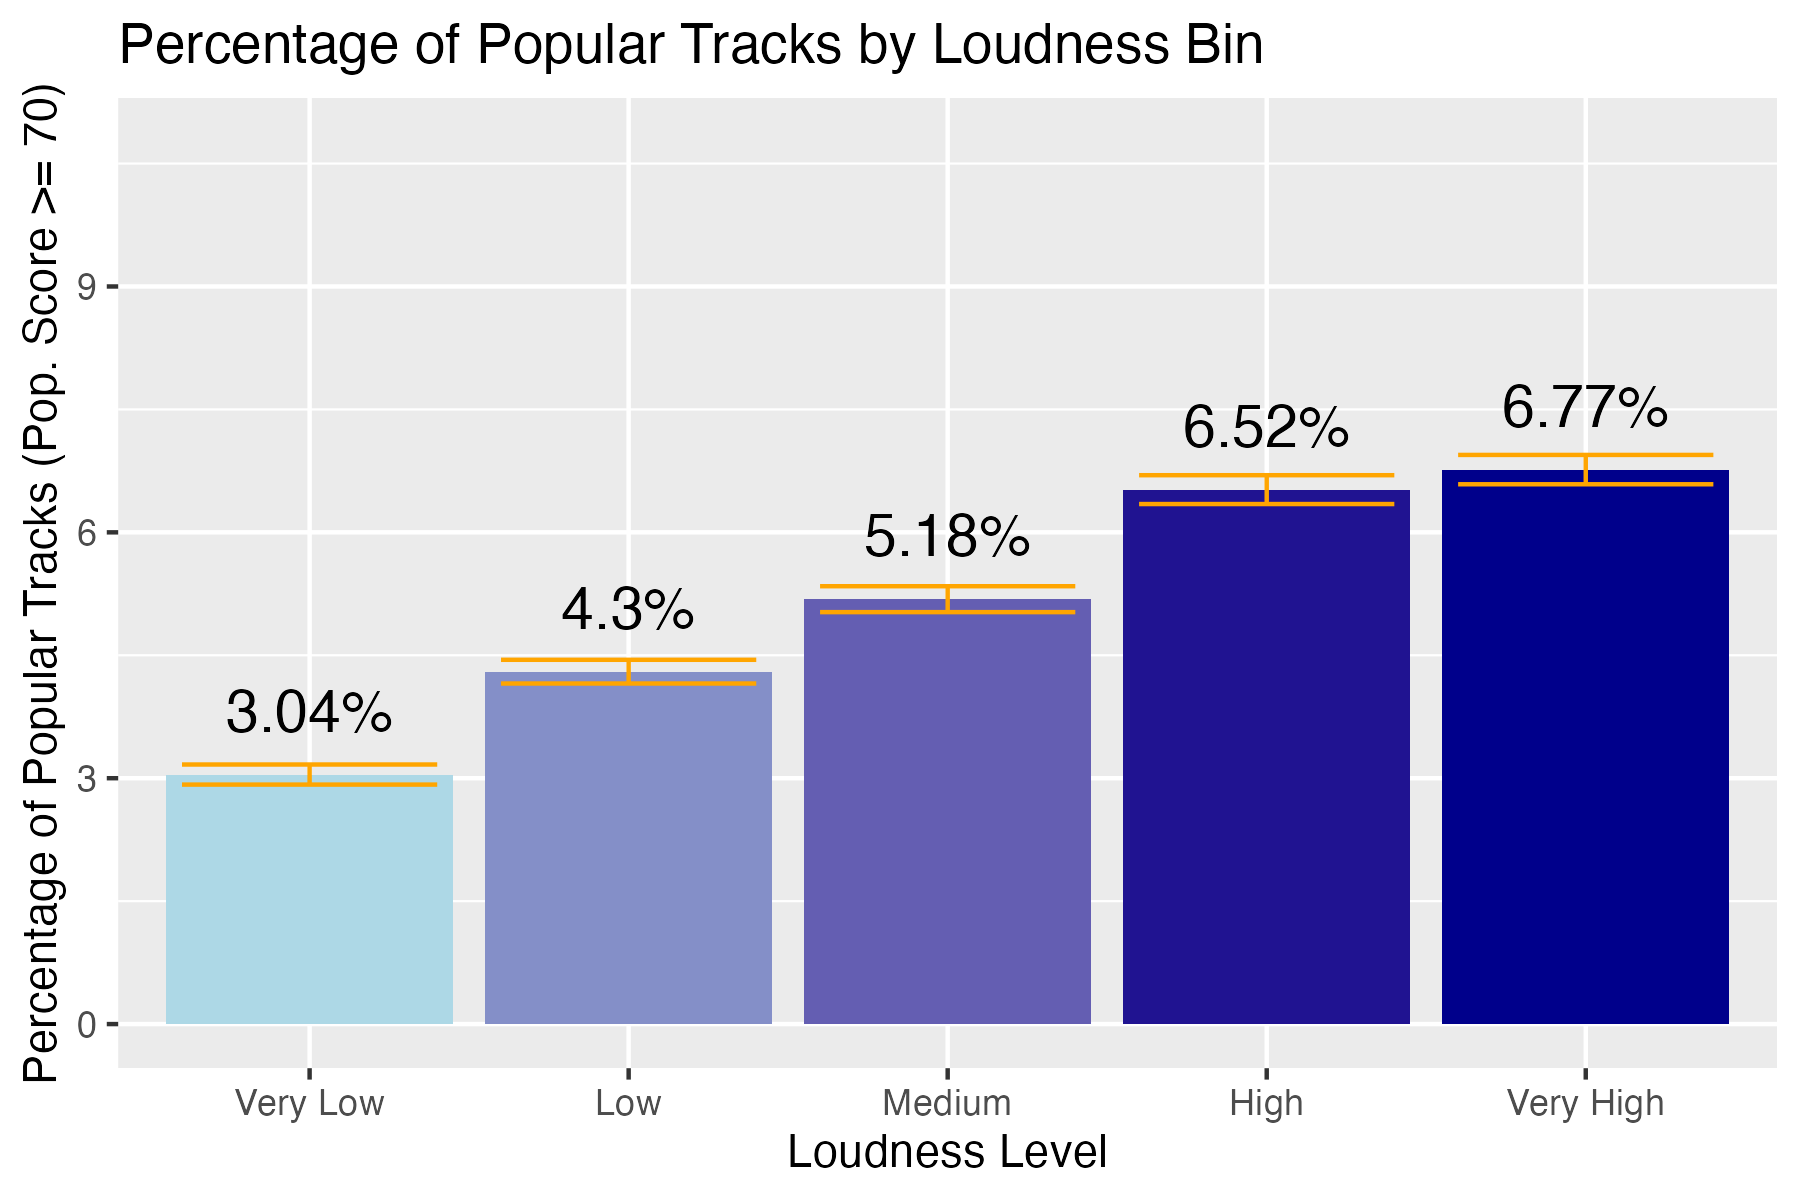 Percentage of Popular Tracks by Loudness Bin
Percentage of Popular Tracks (Pop. Score >= 70)
9
6
3
0
3.04%
4.3%
5.18%
6.52%
6.77%
Very Low
Low
Medium
High
Very High
Loudness Level